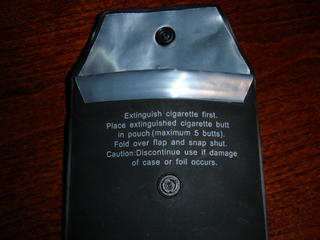 Extinguish cigarette first.
Place extinguished cigarette butt
in pouch (maximum 5 butts).
Fold over flap and snap shut.
Caution:Discontinue use if damage
of case or foil occurs.